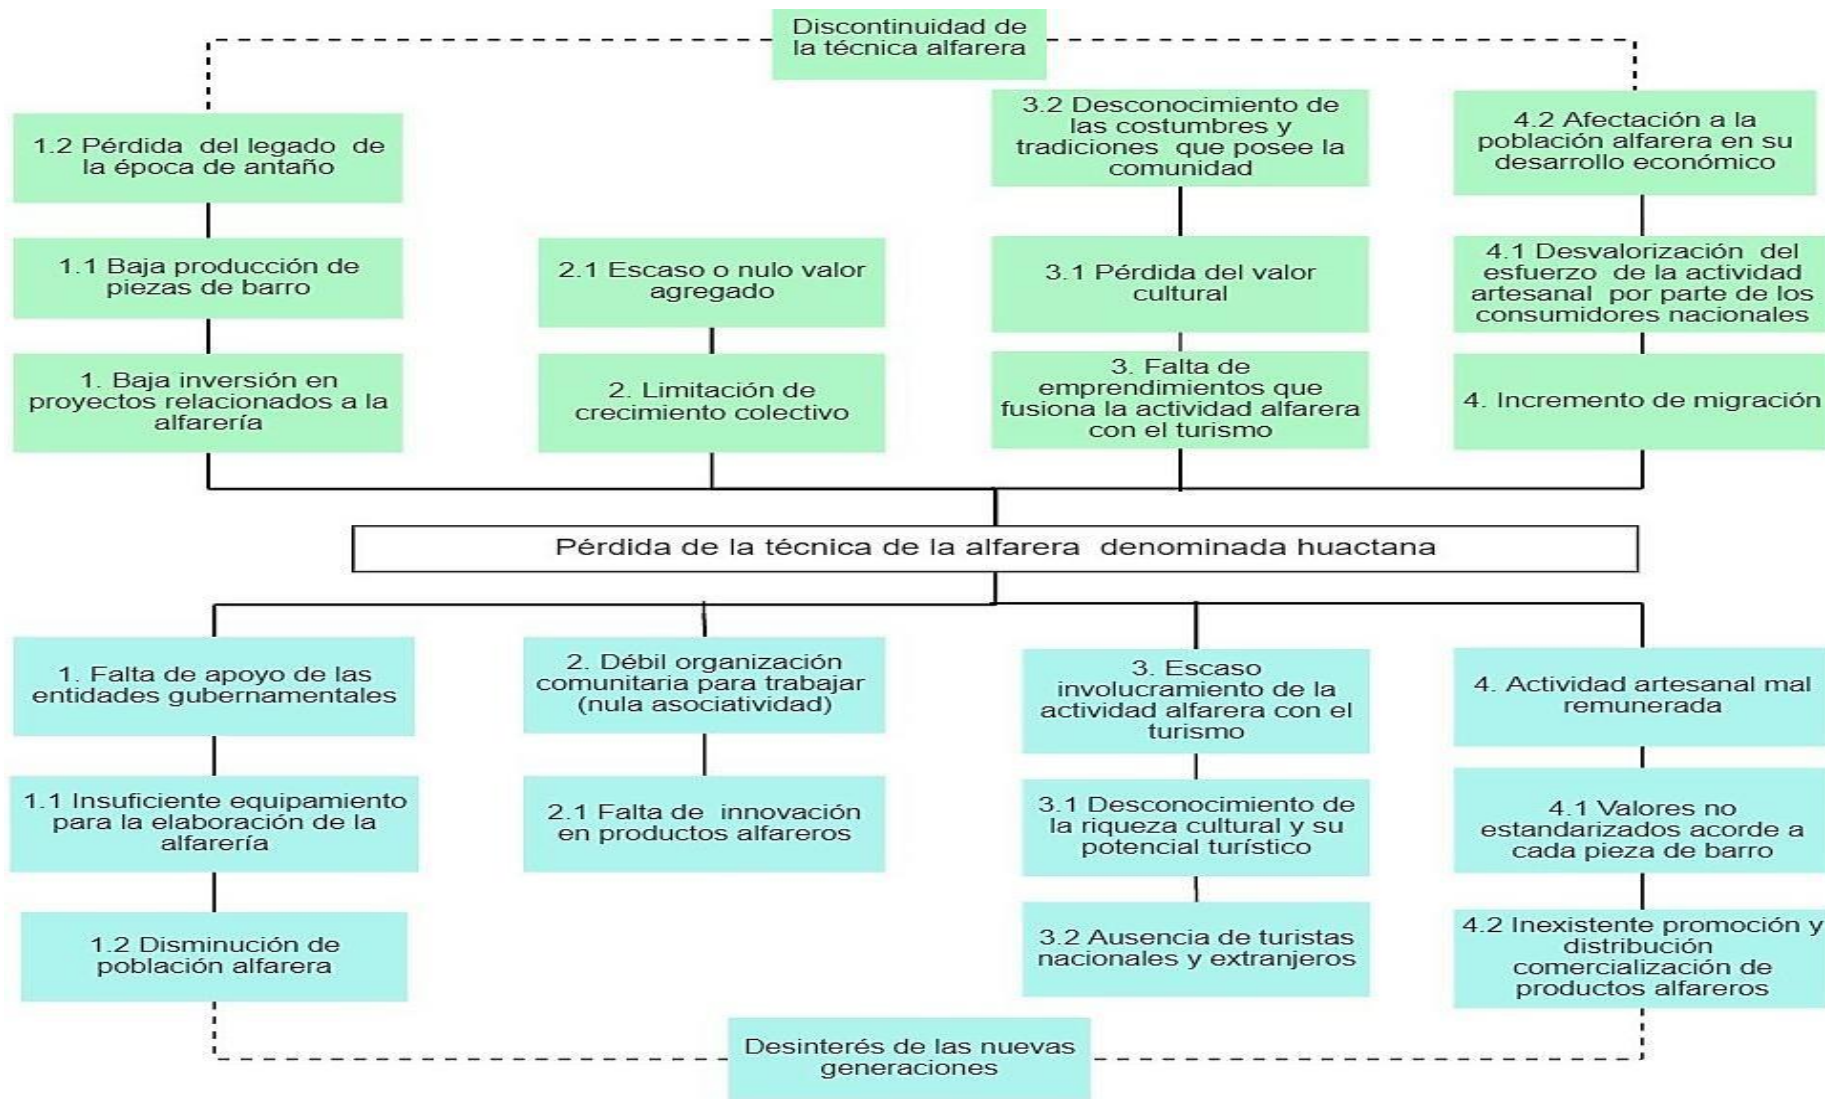 Discontinuidad de
la técnica alfarera
1.2 Pérdida del legado de
la época de antaño
3.2 Desconocimiento de
las costumbres y
tradiciones que posee la
comunidad
4.2 Afectación a la
población alfarera en su
desarrollo económico
1.1 Baja producción de
piezas de barro
2.1 Escaso o nulo valor
agregado
3.1 Pérdida del valor
cultural
4.1 Desvalorización del
esfuerzo de la actividad
artesanal por parte de los
consumidores nacionales
1. Baja inversión en
proyectos relacionados a la
alfarería
2. Limitación de
crecimiento colectivo
3. Falta de
emprendimientos que
fusiona la actividad alfarera
con el turismo
4. Incremento de migración
Pérdida de la técnica de la alfarera denominada huactana
1. Falta de apoyo de las
entidades gubernamentales
2. Débil organización
comunitaria para trabajar
(nula asociatividad)
3. Escaso
involucramiento de la
actividad alfarera con el
turismo
4. Actividad artesanal mal
remunerada
1.1 Insuficiente equipamiento
para la elaboración de la
alfarería
2.1 Falta de innovación
en productos alfareros
3.1 Desconocimiento de
la riqueza cultural y su
potencial turístico
4.1 Valores no
estandarizados acorde a
cada pieza de barro
1.2 Disminución de
población alfarera
3.2 Ausencia de turistas
nacionales y extranjeros
4.2 Inexistente promoción y
distribución
comercialización de
productos alfareros
Desinterés de las nuevas
generaciones